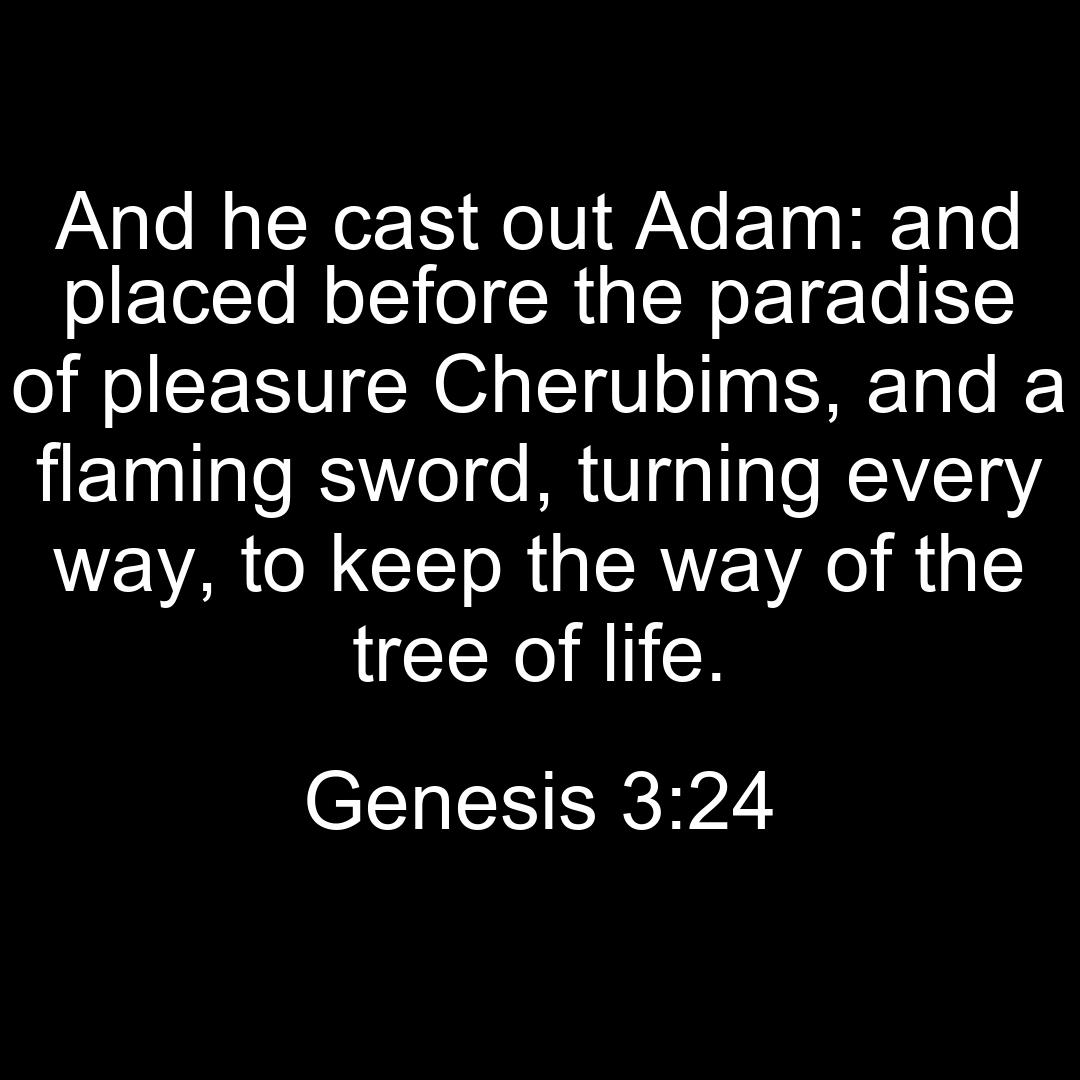 And he cast out Adam: and
placed before the paradise
of pleasure Cherubims, and a
flaming sword, turning every
way, to keep the way of the
tree of life.
Genesis 3:24